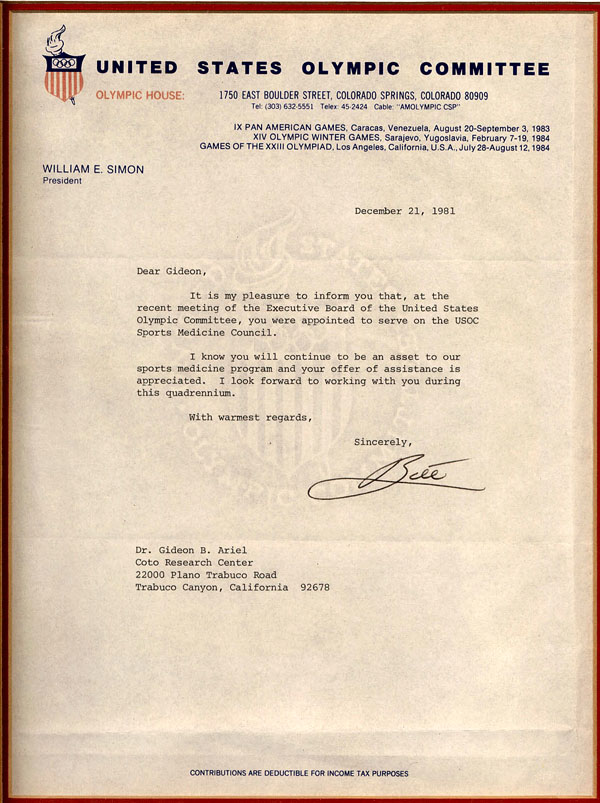 UNITED STATES OLYMPIC COMMITTEE
OLYMPIC HOUSE: 1750 EAST BOULDER STREET, COLORADO SPRINGS, COLORADO 80909
Tel: (303) 632-5551 Telex: 45-2424 Cable: "AMOLYMPIC CSP"
IX PAN AMERICAN GAMES, Caracas, Venezuela, August 20-September 3, 1983
XIV OLYMPIC WINTER GAMES, Sarajevo, Yugoslavia, February 7-19, 1984
GAMES OF THE XXIII OLYMPIAD, Los Angeles, California, U.S.A., July 28-August 12, 1984
WILLIAM E. SIMON
President
December 21, 1981
Dear Gideon,
It is my pleasure to inform you that, at the
recent meeting of the Executive Board of the United States
Olympic Committee, you were appointed to serve on the USOC
Sports Medicine Council.
I know you will continue to be an asset to our
sports medicine program and your offer of assistance is
appreciated. I look forward to working with you during
this quadrennium.
With warmest regards,
Sincerely,
Bill
Dr. Gideon B. Ariel
Coto Research Center
22000 Plano Trabuco Road
Trabuco Canyon, California 92678
CONTRIBUTIONS ARE DEDUCTIBLE FOR INCOME TAX PURPOSES